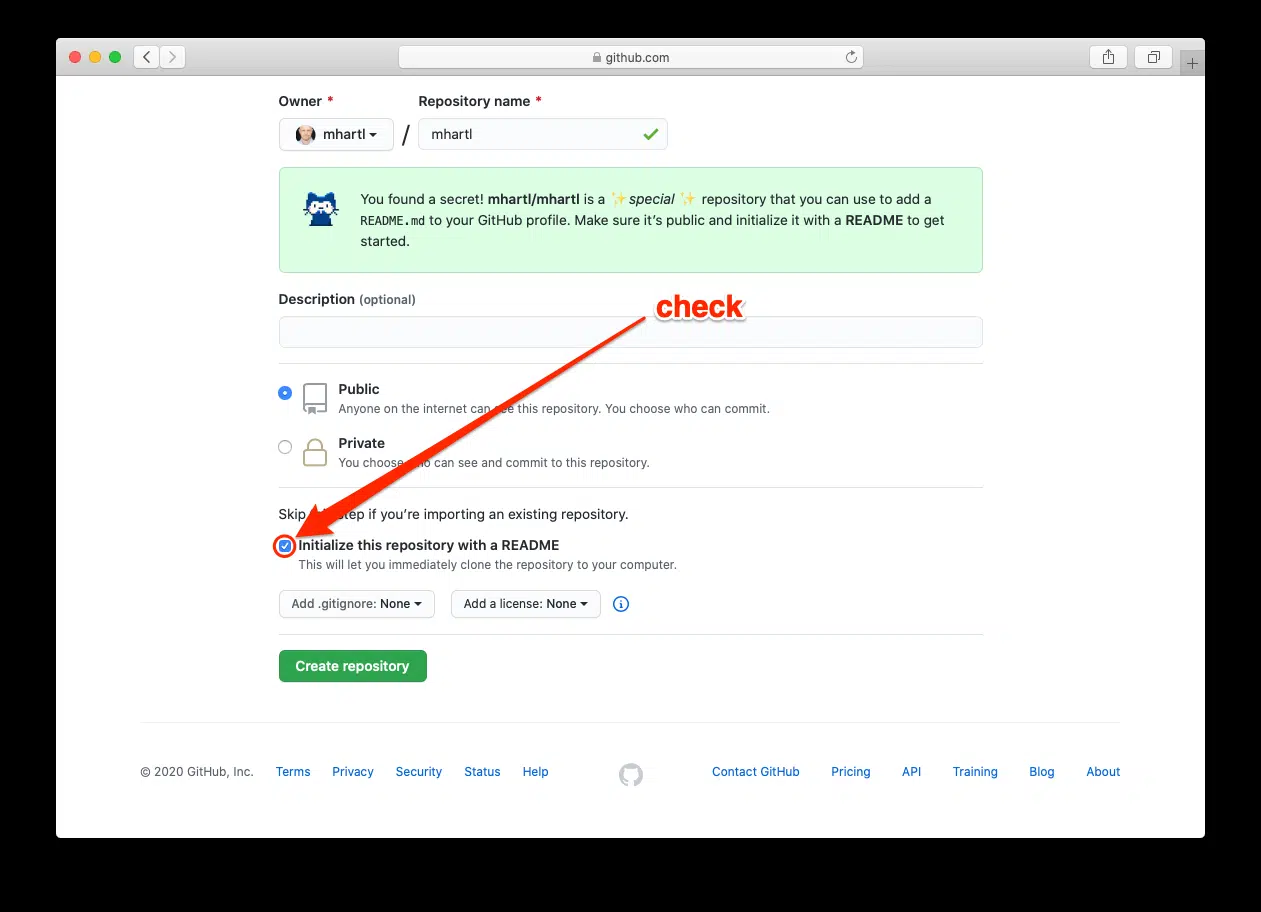 github.com
Owner * Repository name *
mhartl / mhartl
You found a secret! mhartl/mhartl is a ✨ special ✨ repository that you can use to add a
README.md to your GitHub profile. Make sure it's public and initialize it with a README to get
started.
Description (optional)
check
Public
Anyone on the internet can see this repository. You choose who can commit.
Private
You choose who can see and commit to this repository.
Skip this step if you're importing an existing repository.
Initialize this repository with a README
This will let you immediately clone the repository to your computer.
Add .gitignore: None Add a license: None
Create repository
© 2020 GitHub, Inc. Terms Privacy Security Status Help Contact GitHub Pricing API Training Blog About